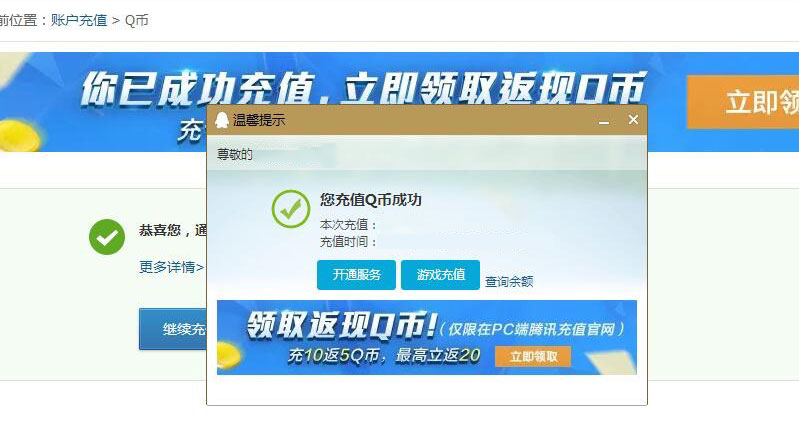 前位置：账户充值 > Q币
你已成功充值，立即领取返现Q币
充
立即领
温馨提示
尊敬的
您充值Q币成功
恭喜您，通
本次充值：
充值时间：
更多详情>
开通服务 游戏充值 查询余额
继续充
领取返现Q币!（仅限在PC端腾讯充值官网）
充10返5Q币，最高立返20 立即领取